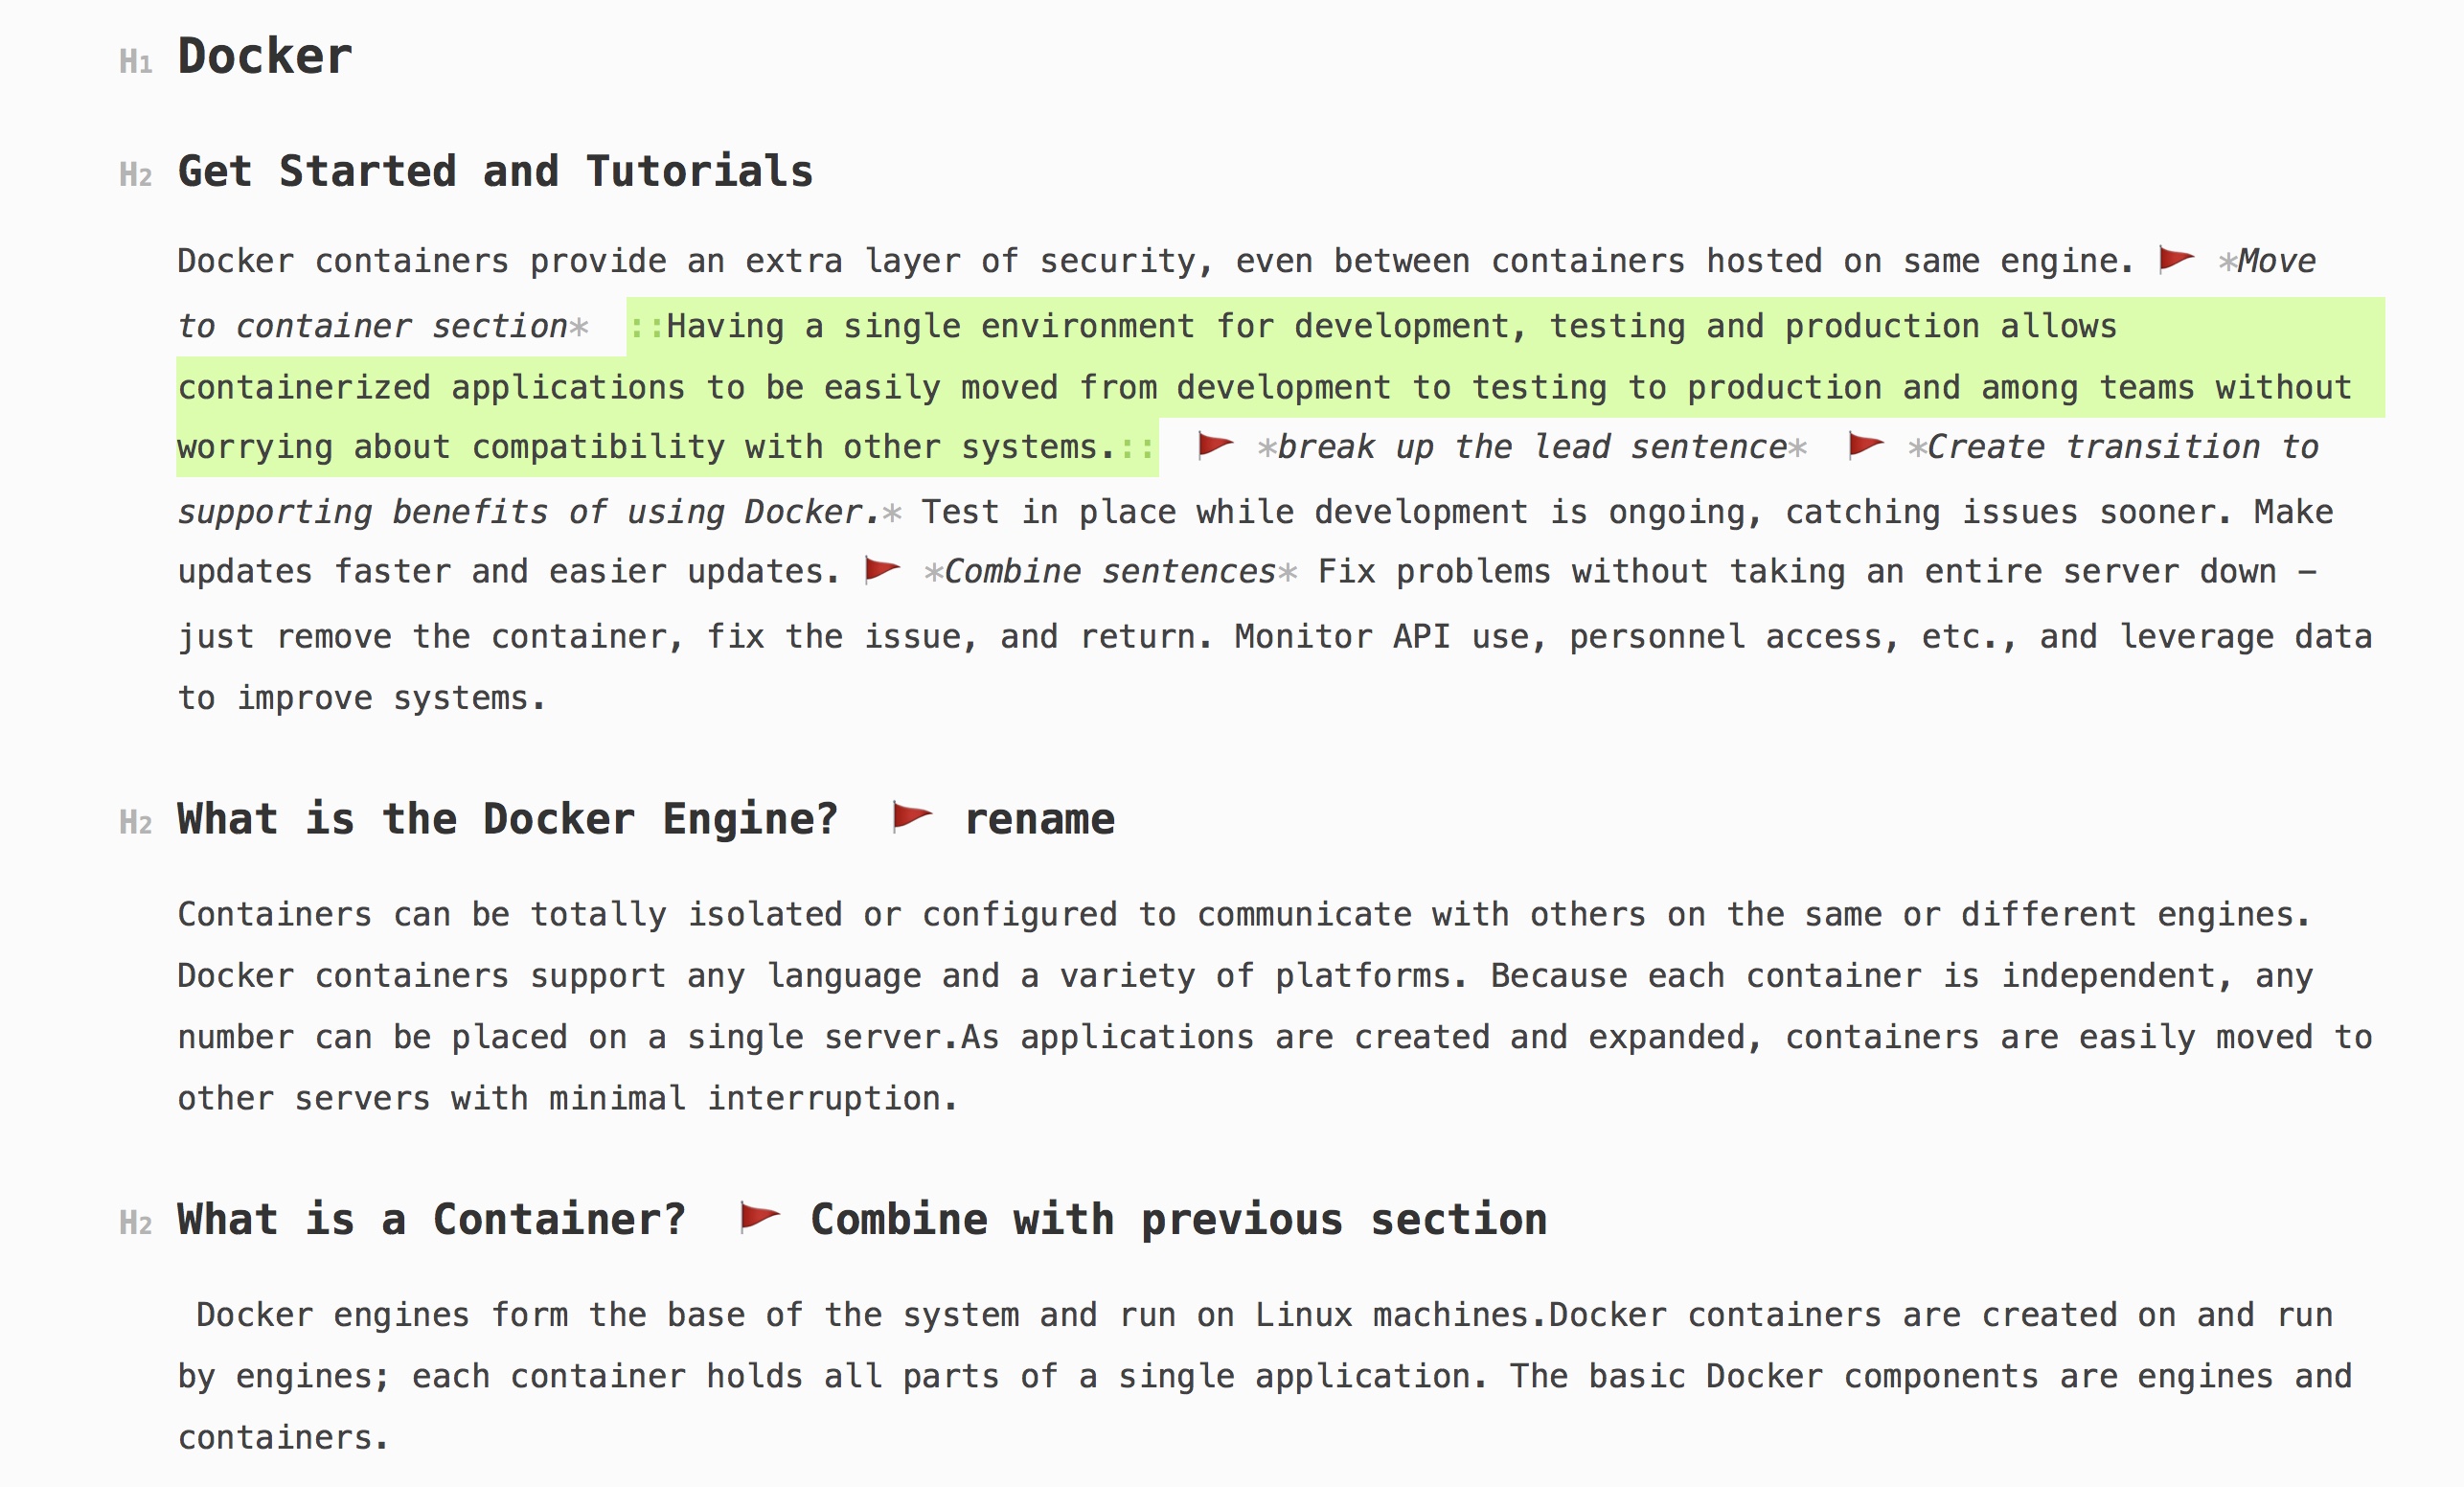 H1 Docker
H2 Get Started and Tutorials
Docker containers provide an extra layer of security, even between containers hosted on same engine. 🚩 *Move
to container section* ::Having a single environment for development, testing and production allows
containerized applications to be easily moved from development to testing to production and among teams without
worrying about compatibility with other systems.:: 🚩 *break up the lead sentence* 🚩 *Create transition to
supporting benefits of using Docker.* Test in place while development is ongoing, catching issues sooner. Make
updates faster and easier updates. 🚩 *Combine sentences* Fix problems without taking an entire server down –
just remove the container, fix the issue, and return. Monitor API use, personnel access, etc., and leverage data
to improve systems.
H2 What is the Docker Engine? 🚩 rename
Containers can be totally isolated or configured to communicate with others on the same or different engines.
Docker containers support any language and a variety of platforms. Because each container is independent, any
number can be placed on a single server.As applications are created and expanded, containers are easily moved to
other servers with minimal interruption.
H2 What is a Container? 🚩 Combine with previous section
Docker engines form the base of the system and run on Linux machines.Docker containers are created on and run
by engines; each container holds all parts of a single application. The basic Docker components are engines and
containers.